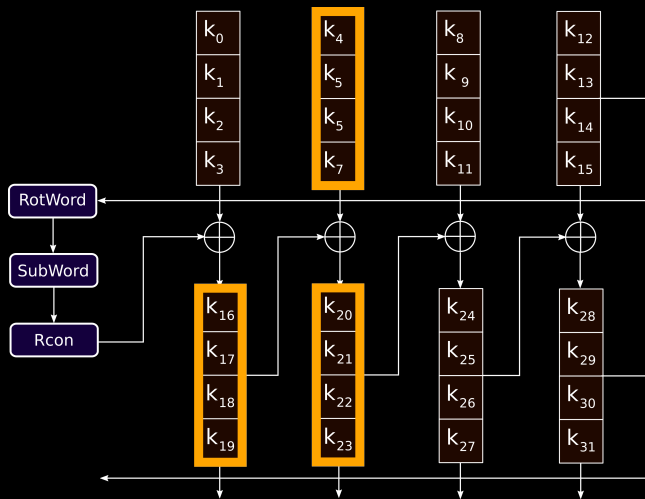 k0 k4 k8 k12
k1 k5 k9 k13
k2 k5 k10 k14
k3 k7 k11 k15
RotWord
SubWord
Rcon
k16 k20 k24 k28
k17 k21 k25 k29
k18 k22 k26 k30
k19 k23 k27 k31